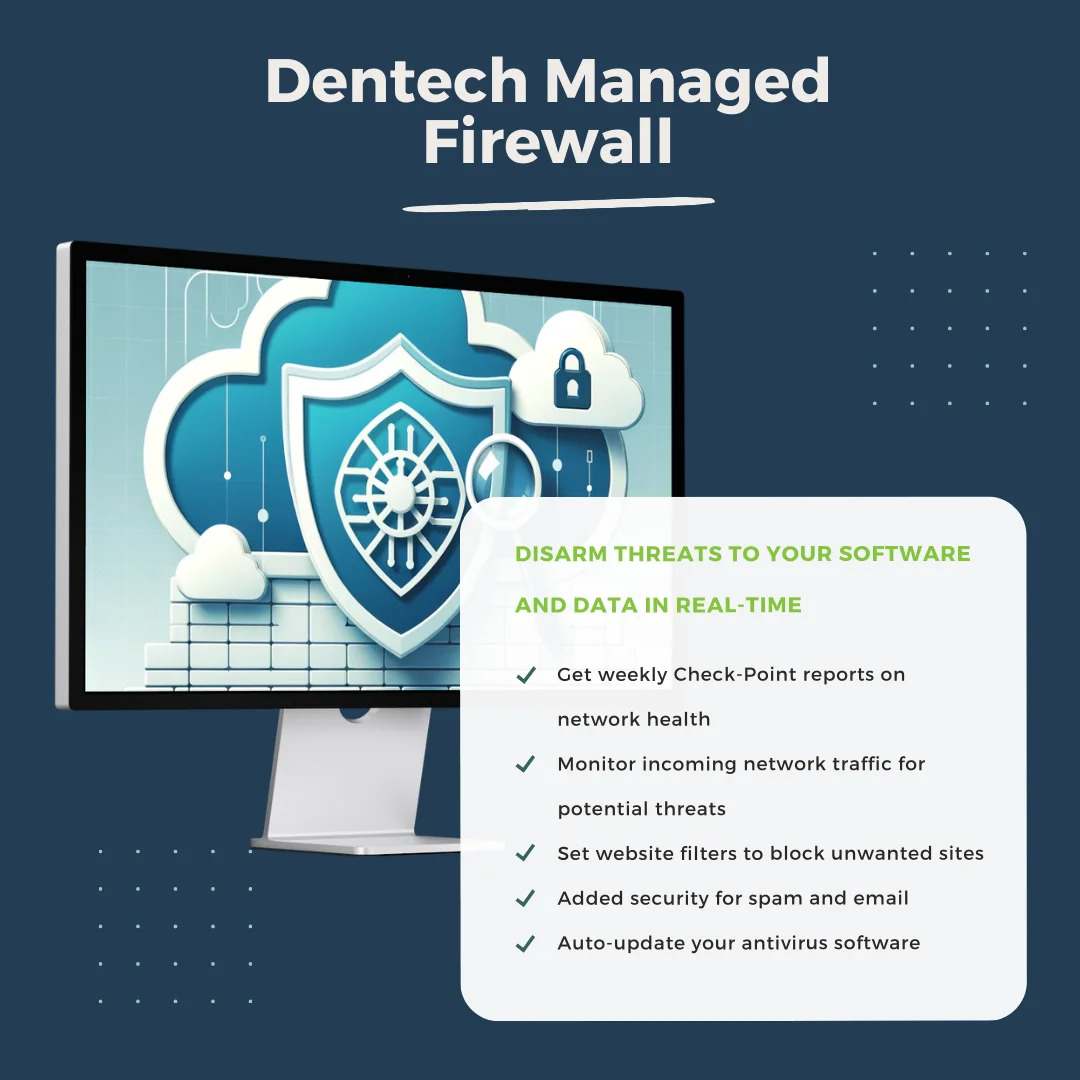 Dentech Managed
Firewall
DISARM THREATS TO YOUR SOFTWARE
AND DATA IN REAL-TIME
Get weekly Check-Point reports on
network health
Monitor incoming network traffic for
potential threats
Set website filters to block unwanted sites
Added security for spam and email
Auto-update your antivirus software